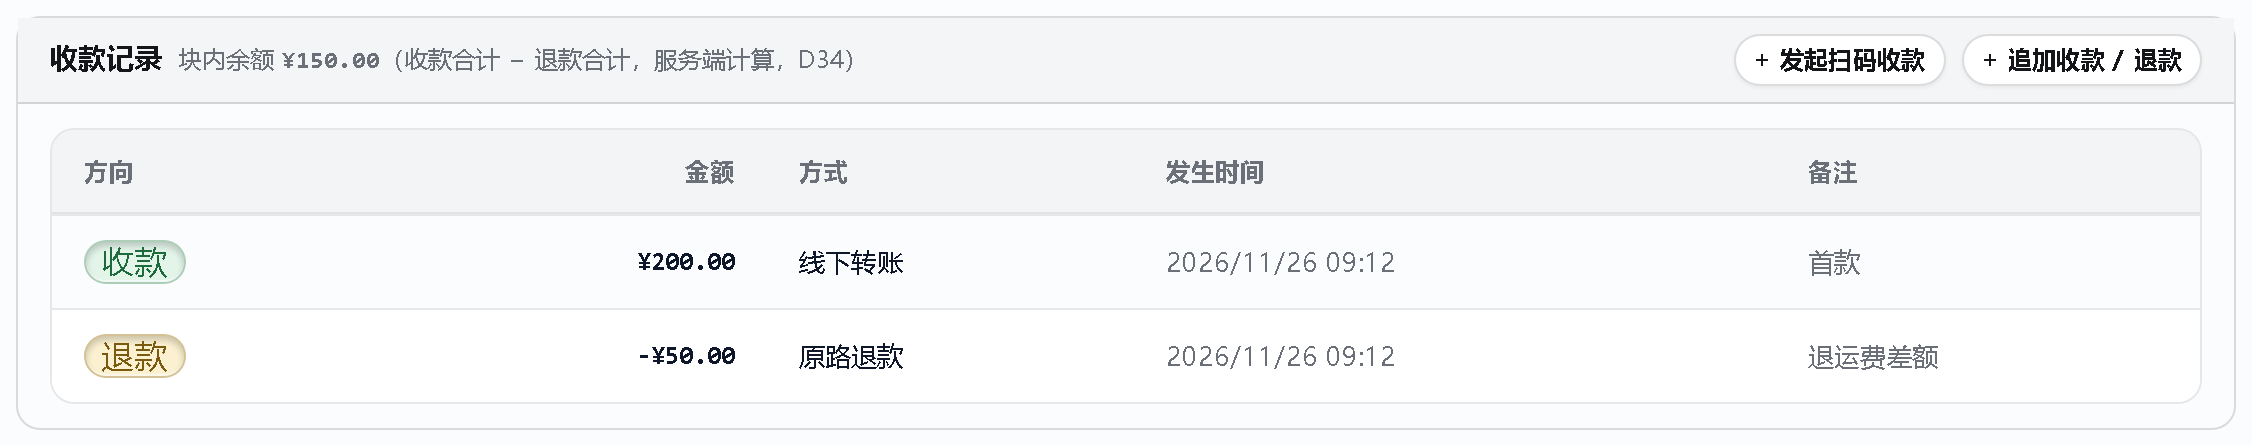 收款记录 块内余额 ¥150.00（收款合计 − 退款合计，服务端计算，D34） + 发起扫码收款 + 追加收款 / 退款
方向 金额 方式 发生时间 备注
收款 ¥200.00 线下转账 2026/11/26 09:12 首款
退款 -¥50.00 原路退款 2026/11/26 09:12 退运费差额